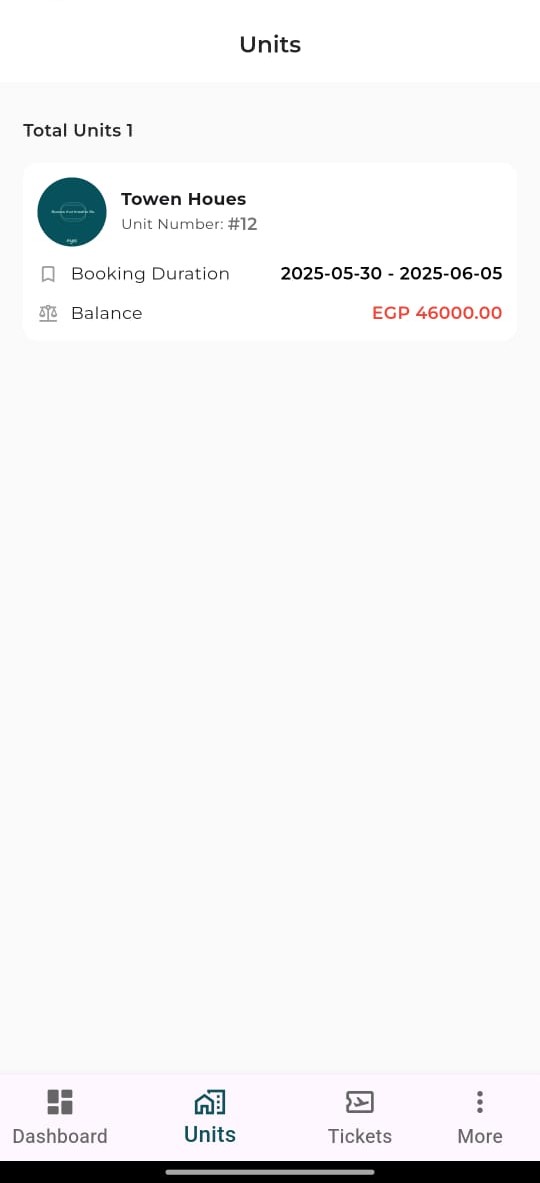 Units
Total Units 1
Towen Houes
Unit Number: #12
Booking Duration 2025-05-30 - 2025-06-05
Balance EGP 46000.00
Dashboard Units Tickets More